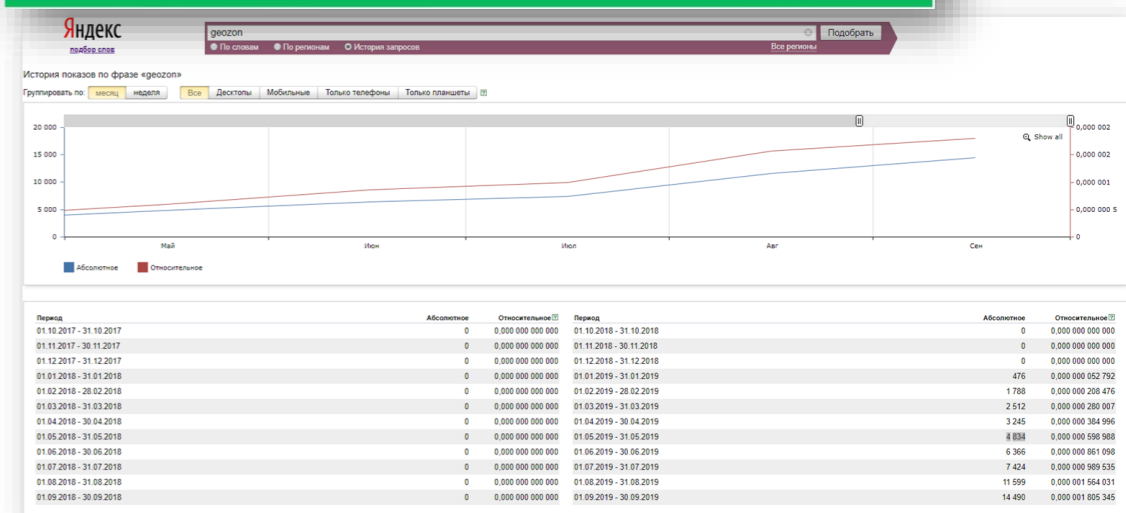 Яндекс
подбор слов
geozon
Подобрать
По словам По регионам История запросов Все регионы
История показов по фразе «geozon»
Группировать по: месяц неделя Все Десктопы Мобильные Только телефоны Только планшеты
20 000
15 000
10 000
5 000
0
Show all
0,000 002
0,000 002
0,000 001
0,000 000 5
0
Май Июн Июл Авг Сен
Абсолютное Относительное
Период Абсолютное Относительное Период Абсолютное Относительное
01.10.2017 - 31.10.2017 0 0,000 000 000 000 01.10.2018 - 31.10.2018 0 0,000 000 000 000
01.11.2017 - 30.11.2017 0 0,000 000 000 000 01.11.2018 - 30.11.2018 0 0,000 000 000 000
01.12.2017 - 31.12.2017 0 0,000 000 000 000 01.12.2018 - 31.12.2018 0 0,000 000 000 000
01.01.2018 - 31.01.2018 0 0,000 000 000 000 01.01.2019 - 31.01.2019 476 0,000 000 052 792
01.02.2018 - 28.02.2018 0 0,000 000 000 000 01.02.2019 - 28.02.2019 1 788 0,000 000 208 476
01.03.2018 - 31.03.2018 0 0,000 000 000 000 01.03.2019 - 31.03.2019 2 512 0,000 000 280 007
01.04.2018 - 30.04.2018 0 0,000 000 000 000 01.04.2019 - 30.04.2019 3 245 0,000 000 384 996
01.05.2018 - 31.05.2018 0 0,000 000 000 000 01.05.2019 - 31.05.2019 4 834 0,000 000 598 988
01.06.2018 - 30.06.2018 0 0,000 000 000 000 01.06.2019 - 30.06.2019 6 366 0,000 000 861 098
01.07.2018 - 31.07.2018 0 0,000 000 000 000 01.07.2019 - 31.07.2019 7 424 0,000 000 989 535
01.08.2018 - 31.08.2018 0 0,000 000 000 000 01.08.2019 - 31.08.2019 11 599 0,000 001 564 031
01.09.2018 - 30.09.2018 0 0,000 000 000 000 01.09.2019 - 30.09.2019 14 490 0,000 001 805 345